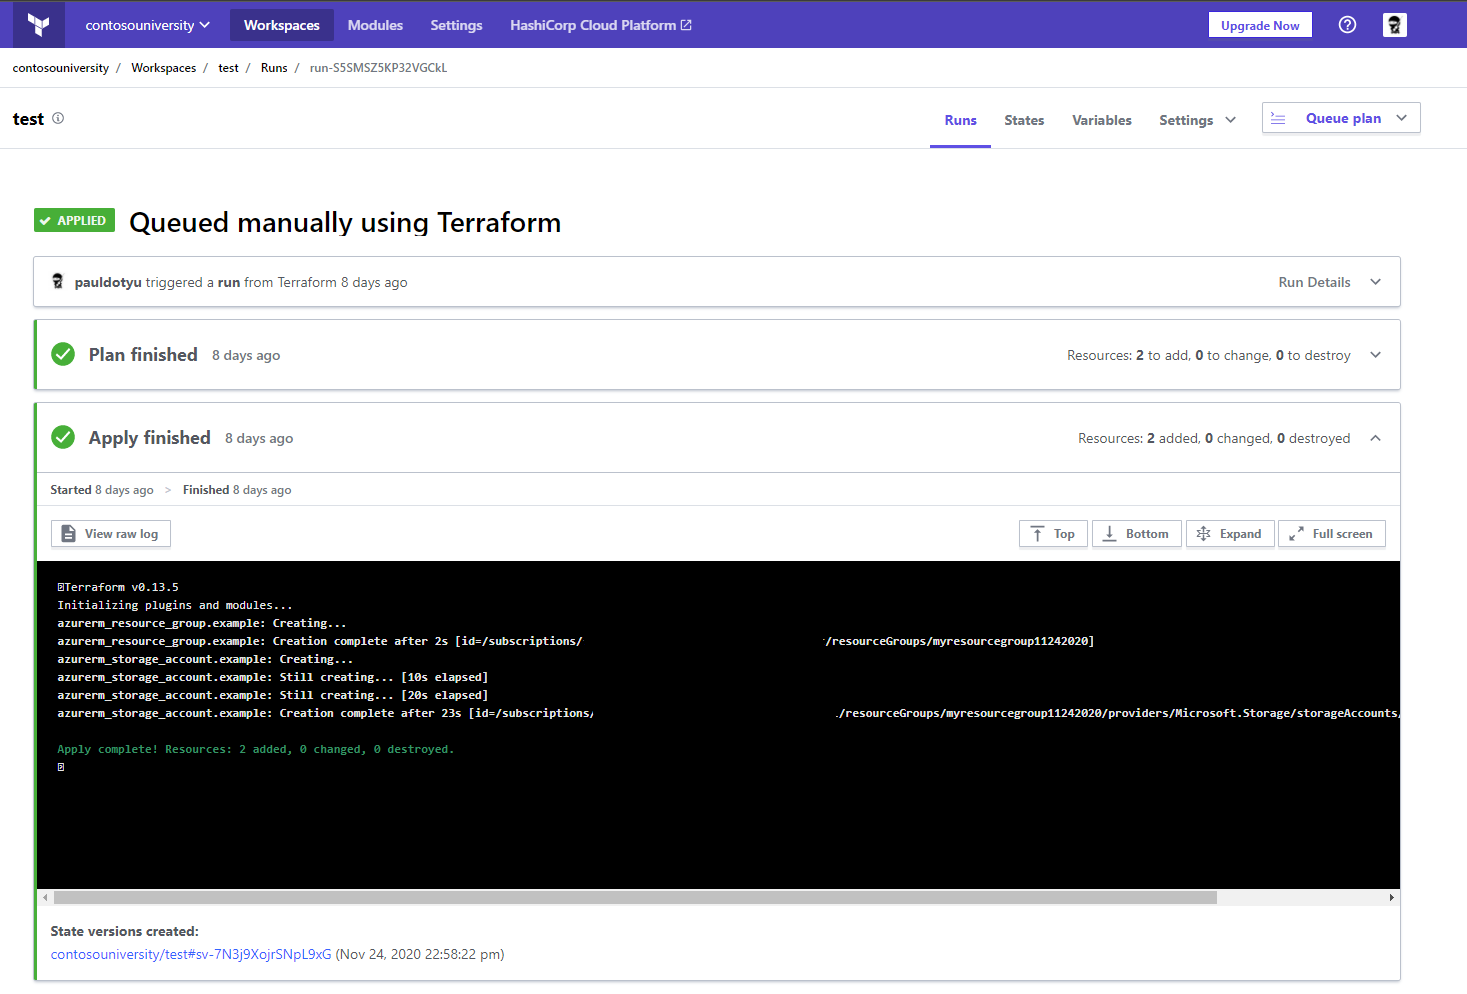 contosouniversity Workspaces Modules Settings HashiCorp Cloud Platform Upgrade Now
contosouniversity / Workspaces / test / Runs / run-S5SMSZ5KP32VGCkL
test Runs States Variables Settings Queue plan
APPLIED Queued manually using Terraform
pauldotyu triggered a run from Terraform 8 days ago Run Details
Plan finished 8 days ago Resources: 2 to add, 0 to change, 0 to destroy
Apply finished 8 days ago Resources: 2 added, 0 changed, 0 destroyed
Started 8 days ago > Finished 8 days ago
View raw log Top Bottom Expand Full screen
Terraform v0.13.5
Initializing plugins and modules...
azurerm_resource_group.example: Creating...
azurerm_resource_group.example: Creation complete after 2s [id=/subscriptions/ /resourceGroups/myresourcegroup11242020]
azurerm_storage_account.example: Creating...
azurerm_storage_account.example: Still creating... [10s elapsed]
azurerm_storage_account.example: Still creating... [20s elapsed]
azurerm_storage_account.example: Creation complete after 23s [id=/subscriptions/ /resourceGroups/myresourcegroup11242020/providers/Microsoft.Storage/storageAccounts/
Apply complete! Resources: 2 added, 0 changed, 0 destroyed.
State versions created:
contosouniversity/test#sv-7N3j9XojrSNpL9xG (Nov 24, 2020 22:58:22 pm)